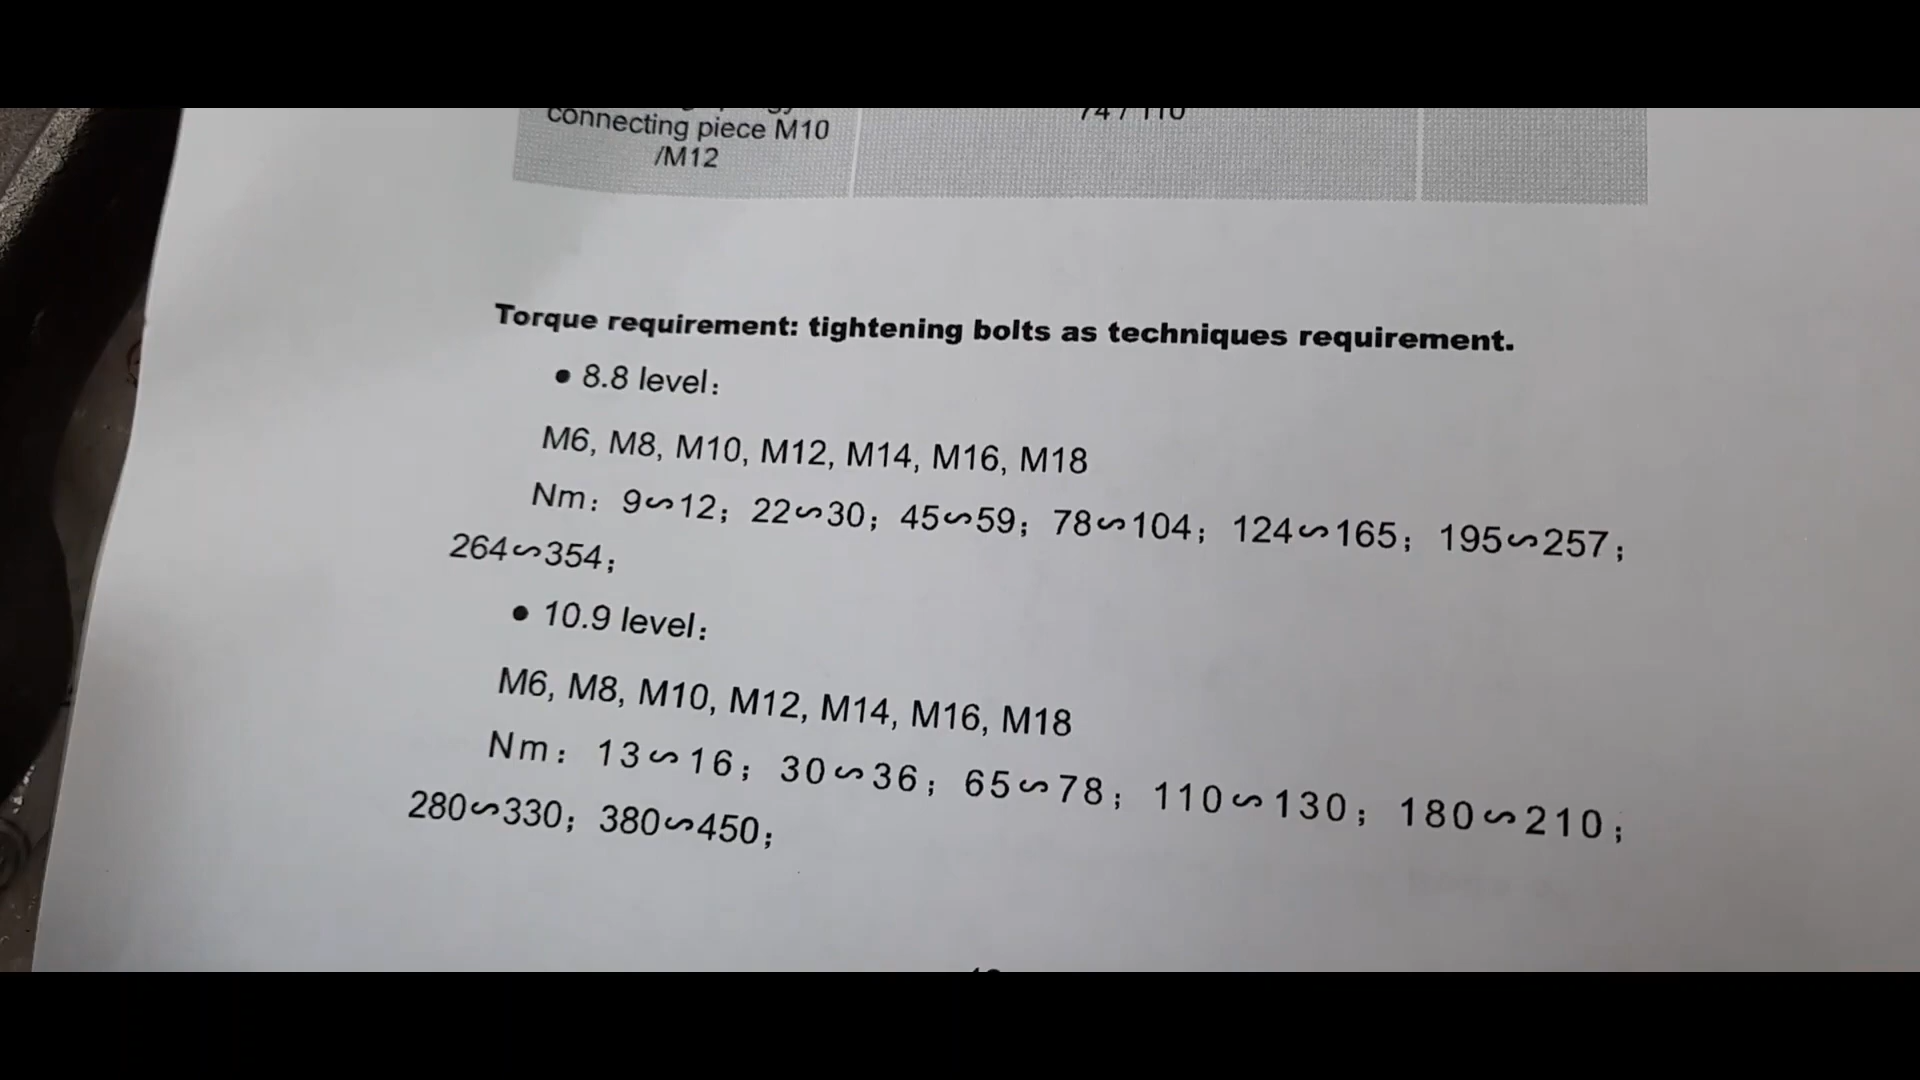 connecting piece M10
/M12
74 / 110
Torque requirement: tightening bolts as techniques requirement.
● 8.8 level：
M6, M8, M10, M12, M14, M16, M18
Nm：9∽12；22∽30；45∽59；78∽104；124∽165；195∽257；
264∽354；
● 10.9 level：
M6, M8, M10, M12, M14, M16, M18
Nm：13∽16；30∽36；65∽78；110∽130；180∽210；
280∽330；380∽450；